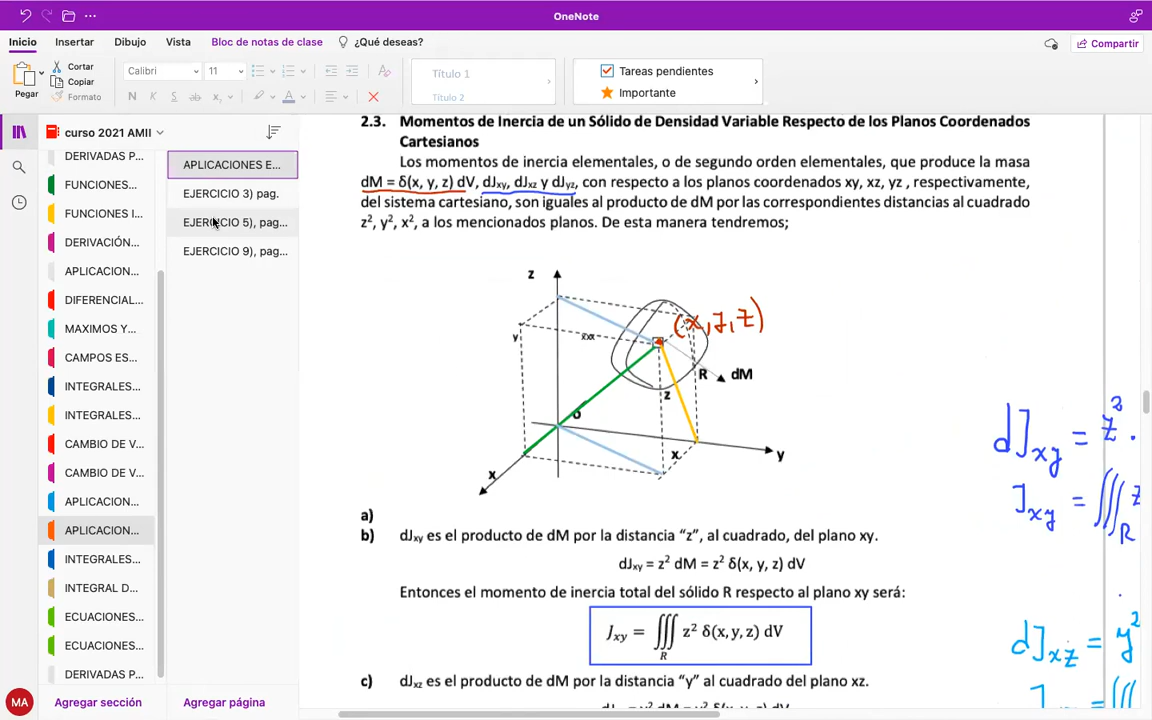 OneNote
Inicio Insertar Dibujo Vista Bloc de notas de clase ¿Qué deseas? Compartir
Pegar Cortar Copiar Formato
Calibri 11
N K S ab x
Título 1
Título 2
Tareas pendientes
Importante
curso 2021 AMII
DERIVADAS P...
FUNCIONES...
FUNCIONES I...
DERIVACIÓN...
APLICACION...
DIFERENCIAL...
MAXIMOS Y...
CAMPOS ES...
INTEGRALES...
INTEGRALES...
CAMBIO DE V...
CAMBIO DE V...
APLICACION...
APLICACION...
INTEGRALES...
INTEGRAL D...
ECUACIONES...
ECUACIONES...
DERIVADAS P...
MA
Agregar sección
APLICACIONES E...
EJERCICIO 3) pag.
EJERCICIO 5), pag...
EJERCICIO 9), pag...
Agregar página
2.3. Momentos de Inercia de un Sólido de Densidad Variable Respecto de los Planos Coordenados
Cartesianos
Los momentos de inercia elementales, o de segundo orden elementales, que produce la masa
dM = δ(x, y, z) dV, dJxy, dJxz y dJyz, con respecto a los planos coordenados xy, xz, yz , respectivamente,
del sistema cartesiano, son iguales al producto de dM por las correspondientes distancias al cuadrado
z², y², x², a los mencionados planos. De esta manera tendremos;
z
(x, y, z)
y
xxx
R dM
z
o
x
y
x
a)
b) dJxy es el producto de dM por la distancia “z”, al cuadrado, del plano xy.
dJxy = z² dM = z² δ(x, y, z) dV
Entonces el momento de inercia total del sólido R respecto al plano xy será:
Jxy = ∭R z² δ(x, y, z) dV
c) dJxz es el producto de dM por la distancia “y” al cuadrado del plano xz.
dJxy = z² .
Jxy = ∭R z
dJxz = y²